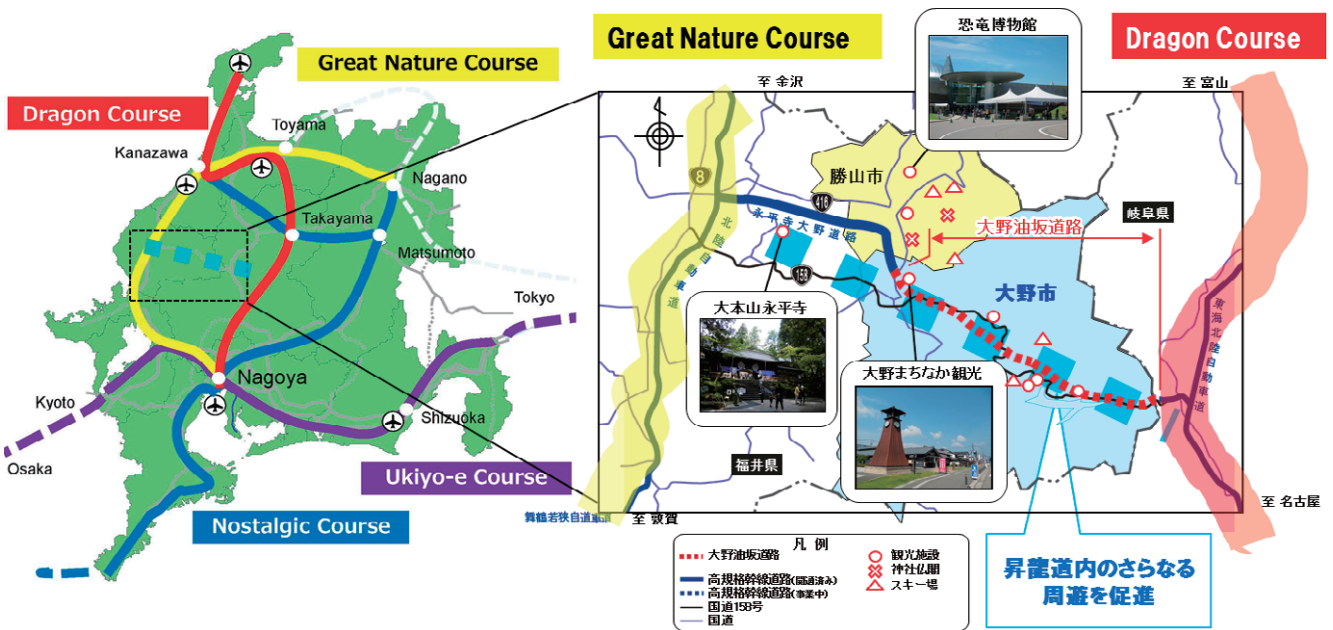 Great Nature Course
Dragon Course
Toyama
Kanazawa
Nagano
Takayama
Matsumoto
Tokyo
Nagoya
Kyoto
Shizuoka
Osaka
Ukiyo-e Course
Nostalgic Course
Great Nature Course
恐竜博物館
Dragon Course
至 金沢
至 富山
8
勝山市
416
岐阜県
永平寺大野道路
大野油坂道路
北陸自動車道
158
大本山永平寺
大野市
東海北陸自動車道
大野まちなか観光
福井県
舞鶴若狭自道車道
至 敦賀
至 名古屋
凡 例
大野油坂道路
観光施設
神社仏閣
高規格幹線道路(開通済み)
スキー場
高規格幹線道路(事業中)
国道158号
国道
昇龍道内のさらなる
周遊を促進